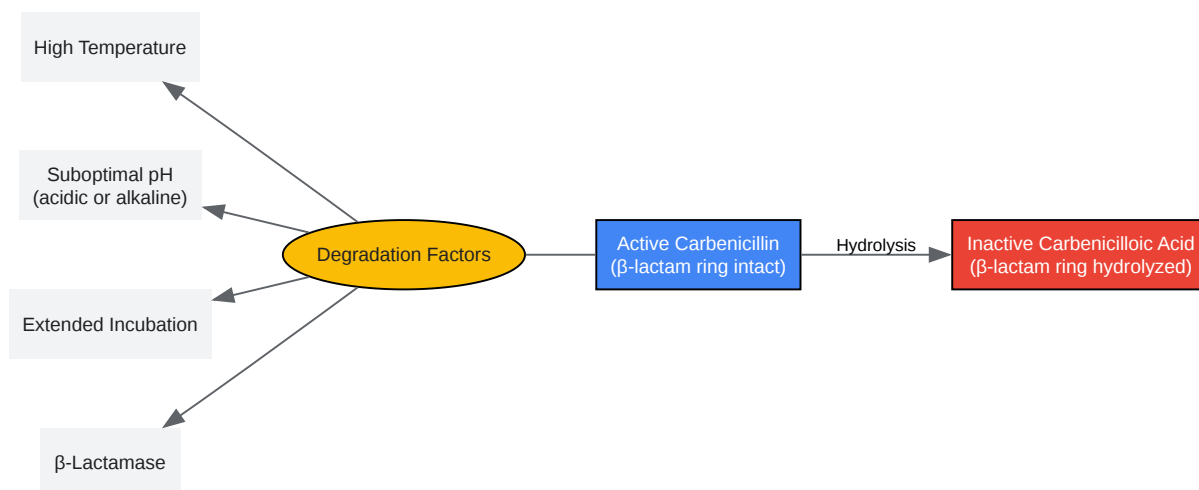 High Temperature
Suboptimal pH
(acidic or alkaline)
Extended Incubation
β-Lactamase
Degradation Factors
Active Carbenicillin
(β-lactam ring intact)
Hydrolysis
Inactive Carbenicilloic Acid
(β-lactam ring hydrolyzed)